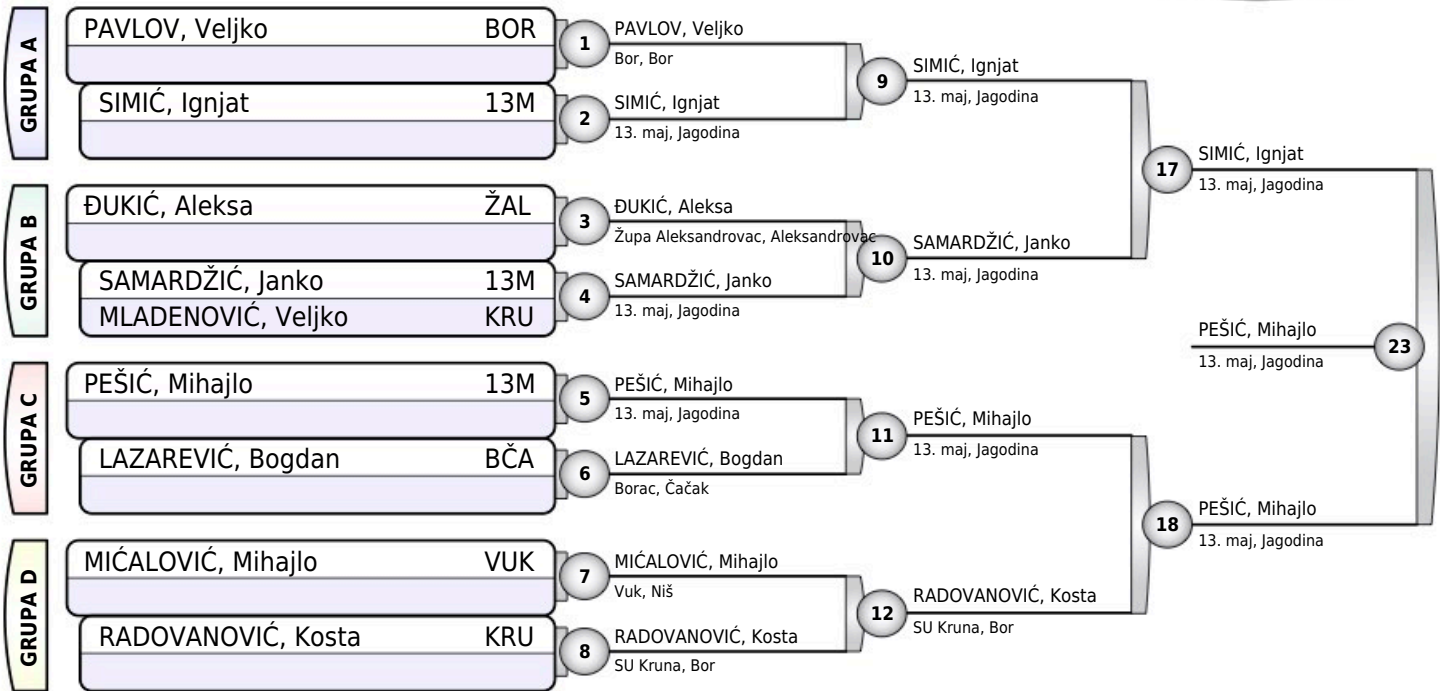 GRUPA A
PAVLOV, Veljko BOR
SIMIĆ, Ignjat 13M
GRUPA B
ĐUKIĆ, Aleksa ŽAL
SAMARDŽIĆ, Janko 13M
MLADENOVIĆ, Veljko KRU
GRUPA C
PEŠIĆ, Mihajlo 13M
LAZAREVIĆ, Bogdan BČA
GRUPA D
MIĆALOVIĆ, Mihajlo VUK
RADOVANOVIĆ, Kosta KRU
1
PAVLOV, Veljko
Bor, Bor
2
SIMIĆ, Ignjat
13. maj, Jagodina
3
ĐUKIĆ, Aleksa
Župa Aleksandrovac, Aleksandrovac
4
SAMARDŽIĆ, Janko
13. maj, Jagodina
5
PEŠIĆ, Mihajlo
13. maj, Jagodina
6
LAZAREVIĆ, Bogdan
Borac, Čačak
7
MIĆALOVIĆ, Mihajlo
Vuk, Niš
8
RADOVANOVIĆ, Kosta
SU Kruna, Bor
9
SIMIĆ, Ignjat
13. maj, Jagodina
10
SAMARDŽIĆ, Janko
13. maj, Jagodina
11
PEŠIĆ, Mihajlo
13. maj, Jagodina
12
RADOVANOVIĆ, Kosta
SU Kruna, Bor
17
SIMIĆ, Ignjat
13. maj, Jagodina
18
PEŠIĆ, Mihajlo
13. maj, Jagodina
PEŠIĆ, Mihajlo
13. maj, Jagodina
23